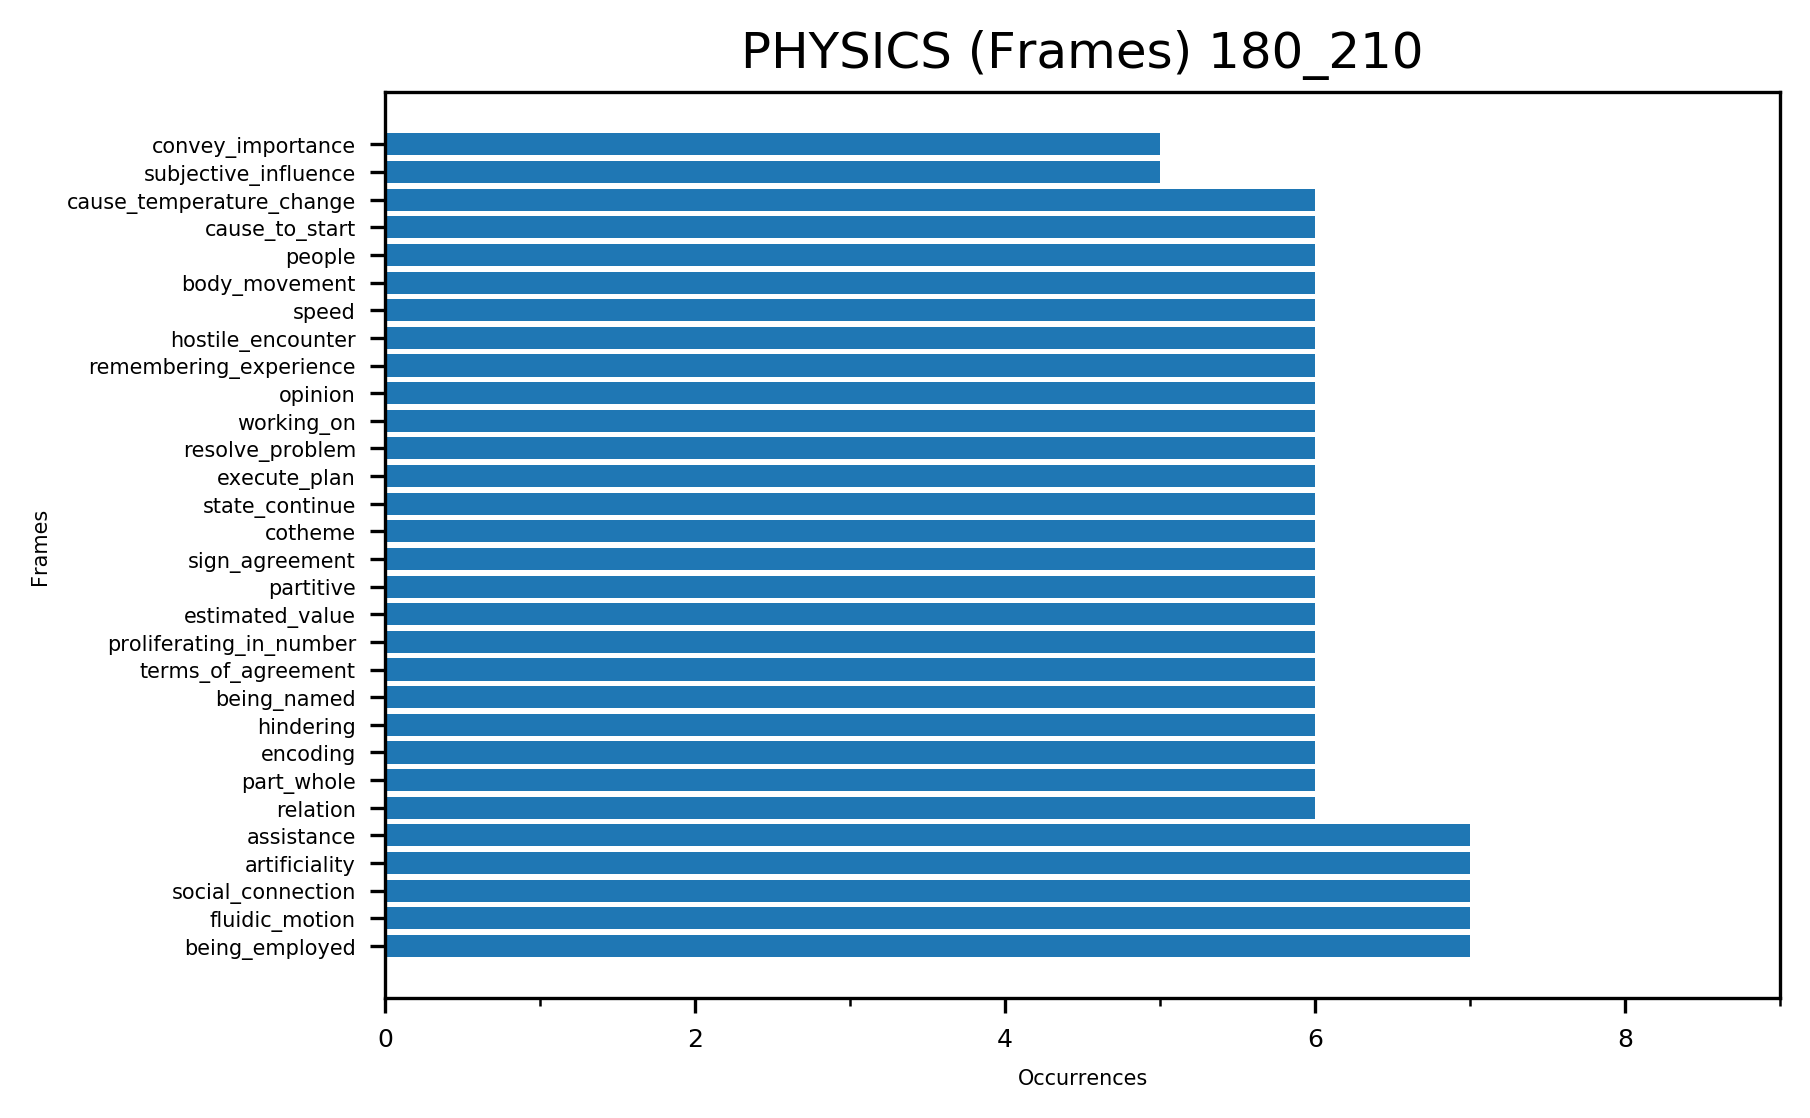 PHYSICS (Frames) 180_210
convey_importance
subjective_influence
cause_temperature_change
cause_to_start
people
body_movement
speed
hostile_encounter
remembering_experience
opinion
working_on
resolve_problem
execute_plan
state_continue
cotheme
sign_agreement
partitive
estimated_value
proliferating_in_number
terms_of_agreement
being_named
hindering
encoding
part_whole
relation
assistance
artificiality
social_connection
fluidic_motion
being_employed
Frames
0 2 4 6 8
Occurrences